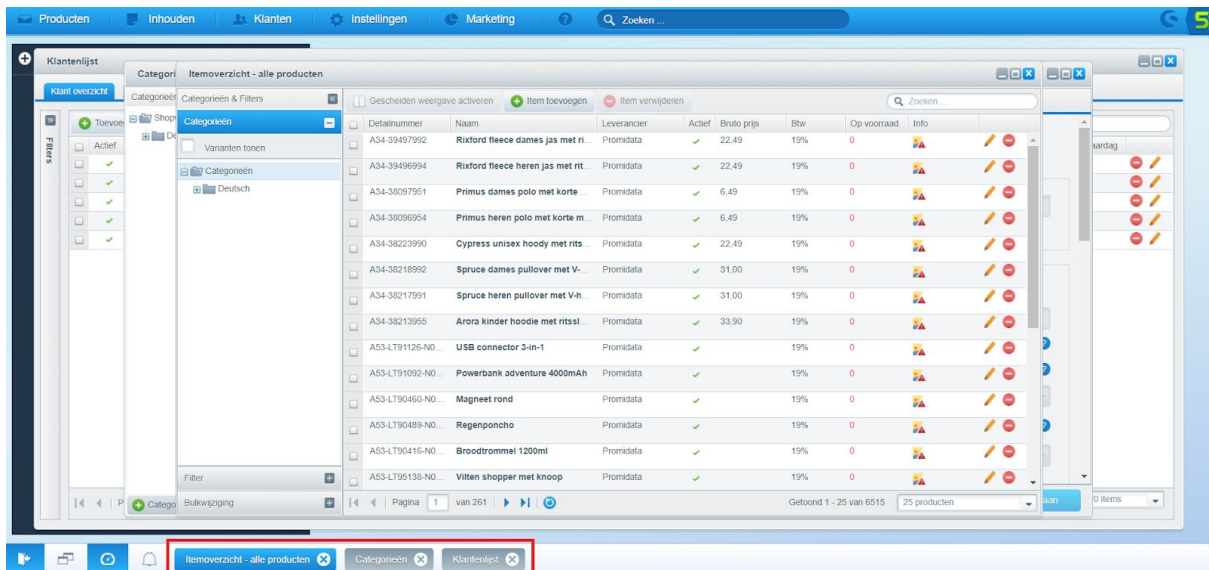 Producten Inhouden Klanten Instellingen Marketing ? Zoeken ...
Klantenlijst
Klant overzicht
Filters
Actief
Categorieën & Filters
Itemoverzicht - alle producten
Categorieën
Varianten tonen
Categorieën
Deutsch
Filter
Bulkwijziging
Gescheiden weergave activeren Item toevoegen Item verwijderen Zoeken ...
Detailnummer Naam Leverancier Actief Bruto prijs Btw Op voorraad Info
A34-39497992 Rixford fleece dames jas met ri... Promidata 22,49 19% 0
A34-39496994 Rixford fleece heren jas met rit... Promidata 22,49 19% 0
A34-38097951 Primus dames polo met korte ... Promidata 6,49 19% 0
A34-38096954 Primus heren polo met korte m... Promidata 6,49 19% 0
A34-38223990 Cypress unisex hoody met rits... Promidata 22,49 19% 0
A34-38218992 Spruce dames pullover met V-... Promidata 31,00 19% 0
A34-38217991 Spruce heren pullover met V-h... Promidata 31,00 19% 0
A34-38213955 Arora kinder hoodie met ritssl... Promidata 33,90 19% 0
A53-LT91126-N0... USB connector 3-in-1 Promidata 19% 0
A53-LT91092-N0... Powerbank adventure 4000mAh Promidata 19% 0
A53-LT90460-N0... Magneet rond Promidata 19% 0
A53-LT90489-N0... Regenponcho Promidata 19% 0
A53-LT90416-N0... Broodtrommel 1200ml Promidata 19% 0
A53-LT95138-N0... Vilten shopper met knoop Promidata 19% 0
Pagina 1 van 261 Getoond 1 - 25 van 6515 25 producten
Itemoverzicht - alle producten Categorieën Klantenlijst